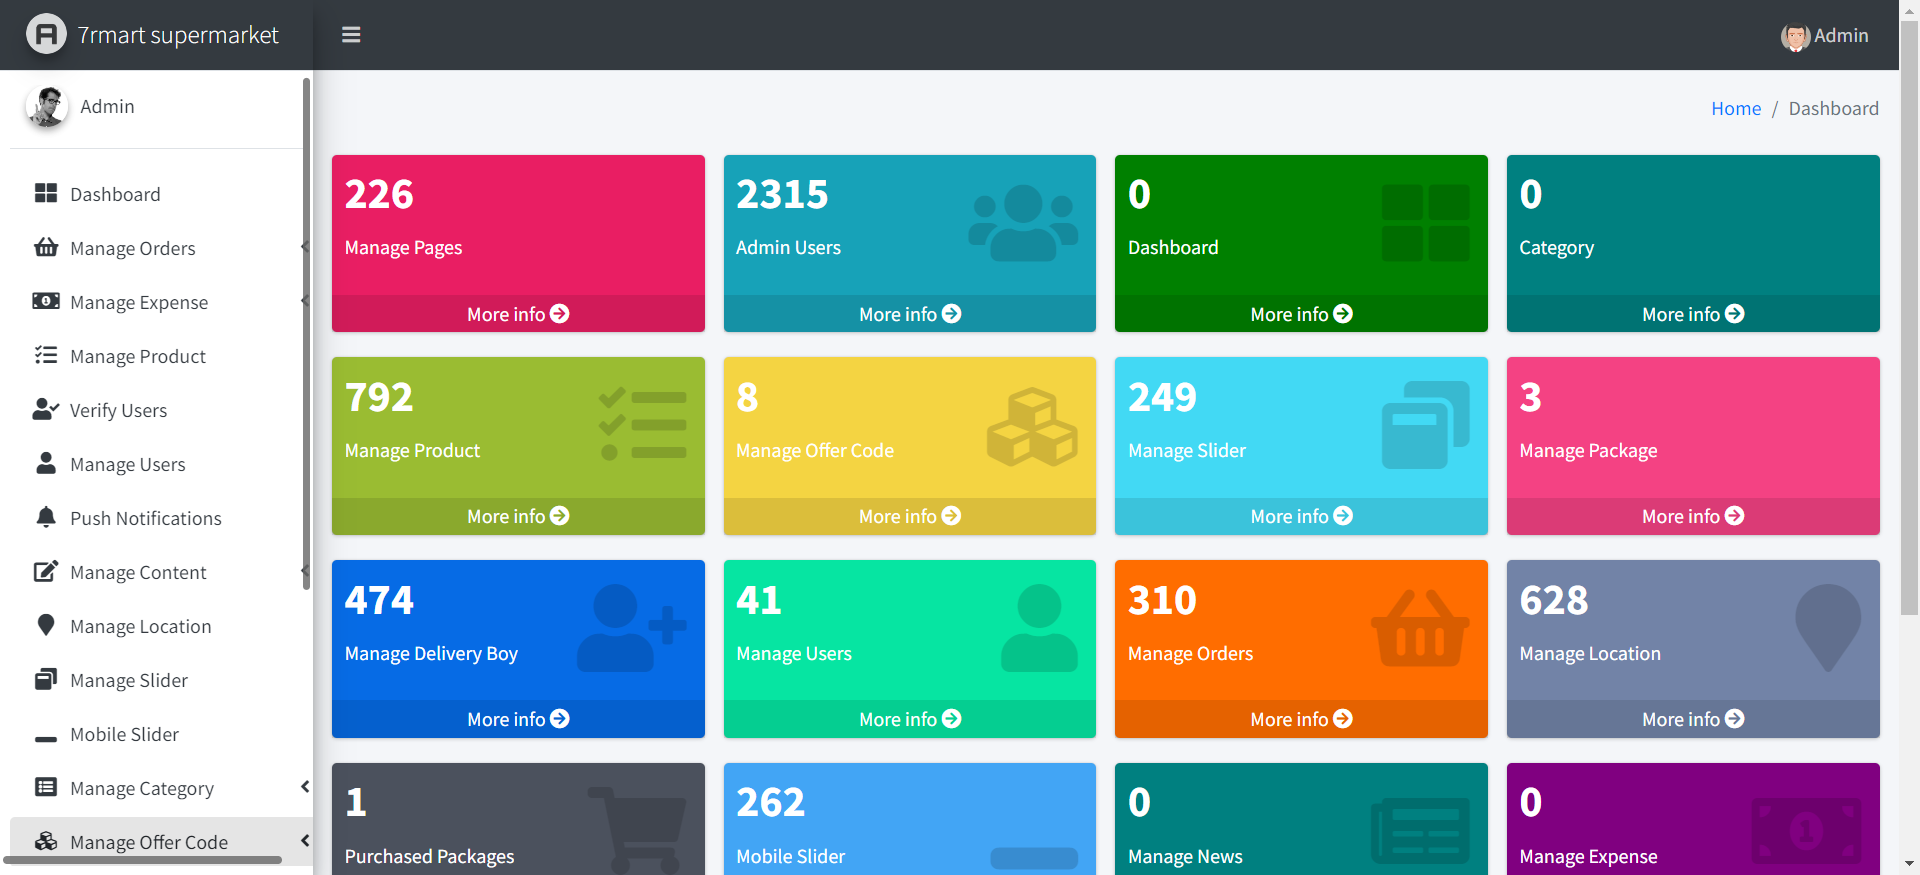 7rmart supermarket
Admin
Admin
Home / Dashboard
Dashboard
Manage Orders
Manage Expense
Manage Product
Verify Users
Manage Users
Push Notifications
Manage Content
Manage Location
Manage Slider
Mobile Slider
Manage Category
Manage Offer Code
226
Manage Pages
More info
2315
Admin Users
More info
0
Dashboard
More info
0
Category
More info
792
Manage Product
More info
8
Manage Offer Code
More info
249
Manage Slider
More info
3
Manage Package
More info
474
Manage Delivery Boy
More info
41
Manage Users
More info
310
Manage Orders
More info
628
Manage Location
More info
1
Purchased Packages
262
Mobile Slider
0
Manage News
0
Manage Expense